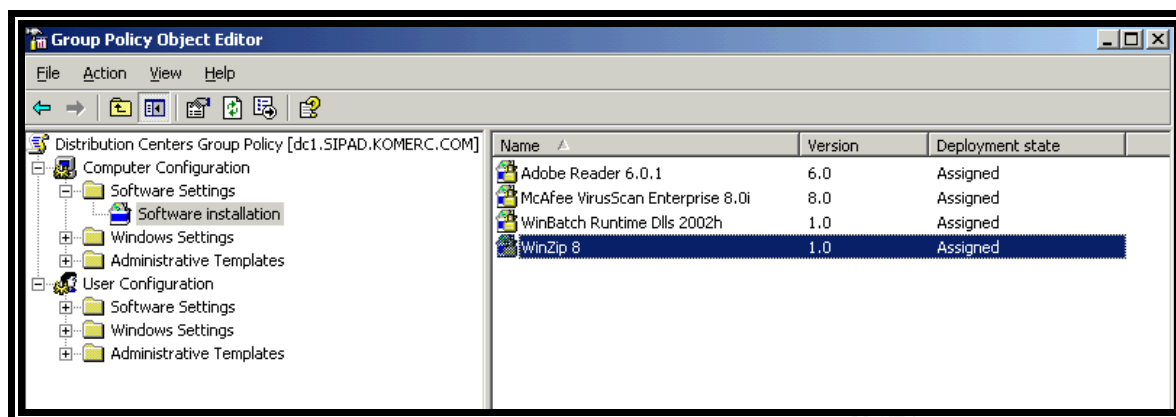 Group Policy Object Editor
File Action View Help
Distribution Centers Group Policy [dc1.SIPAD.KOMERC.COM]
Computer Configuration
Software Settings
Software installation
Windows Settings
Administrative Templates
User Configuration
Software Settings
Windows Settings
Administrative Templates
Name Version Deployment state
Adobe Reader 6.0.1 6.0 Assigned
McAfee VirusScan Enterprise 8.0i 8.0 Assigned
WinBatch Runtime Dlls 2002h 1.0 Assigned
WinZip 8 1.0 Assigned